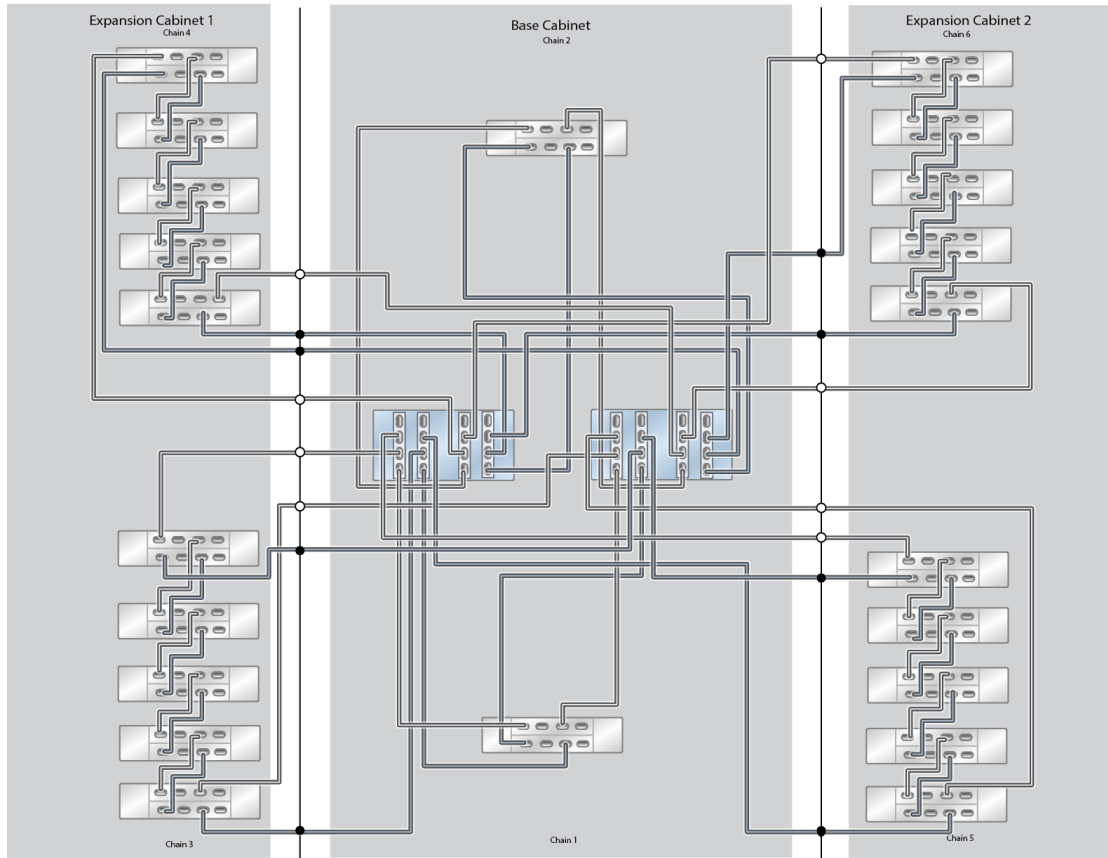 Expansion Cabinet 1
Chain 4
Base Cabinet
Chain 2
Expansion Cabinet 2
Chain 6
Chain 3
Chain 1
Chain 5